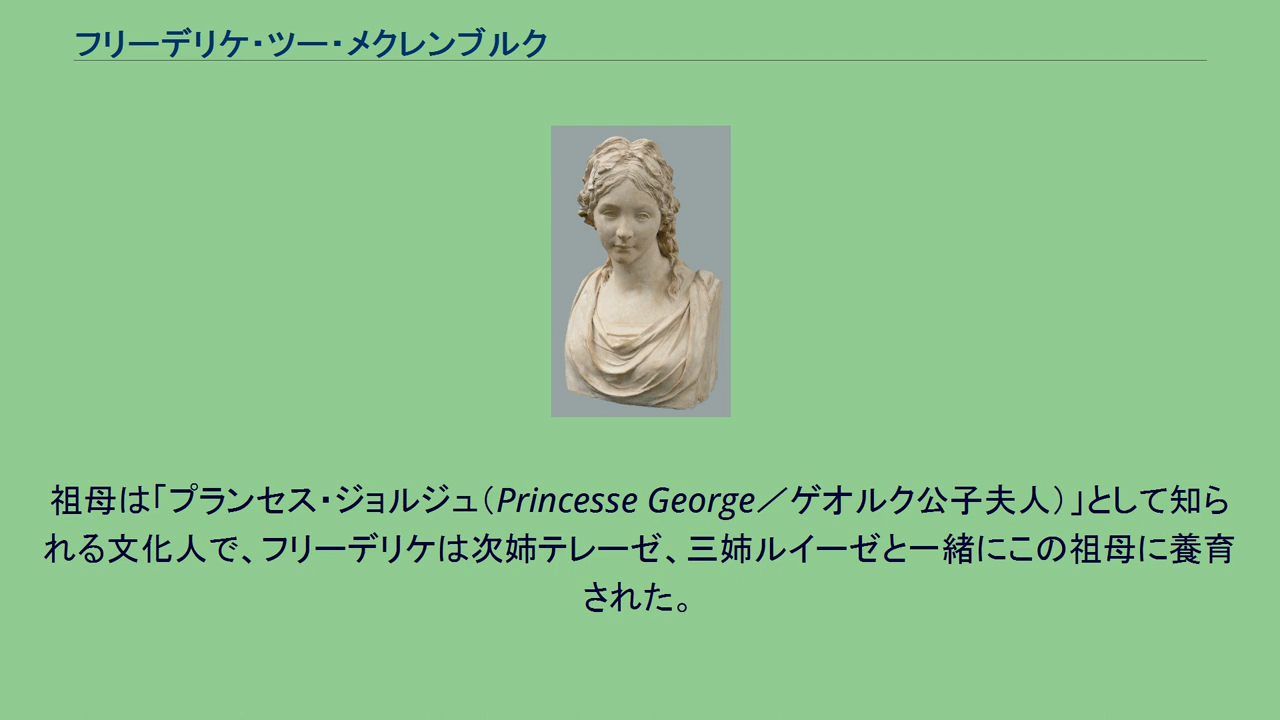 フリーデリケ・ツー・メクレンブルク
祖母は「プランセス・ジョルジュ（Princesse George／ゲオルク公子夫人）」として知ら
れる文化人で、フリーデリケは次姉テレーゼ、三姉ルイーゼと一緒にこの祖母に養育
された。